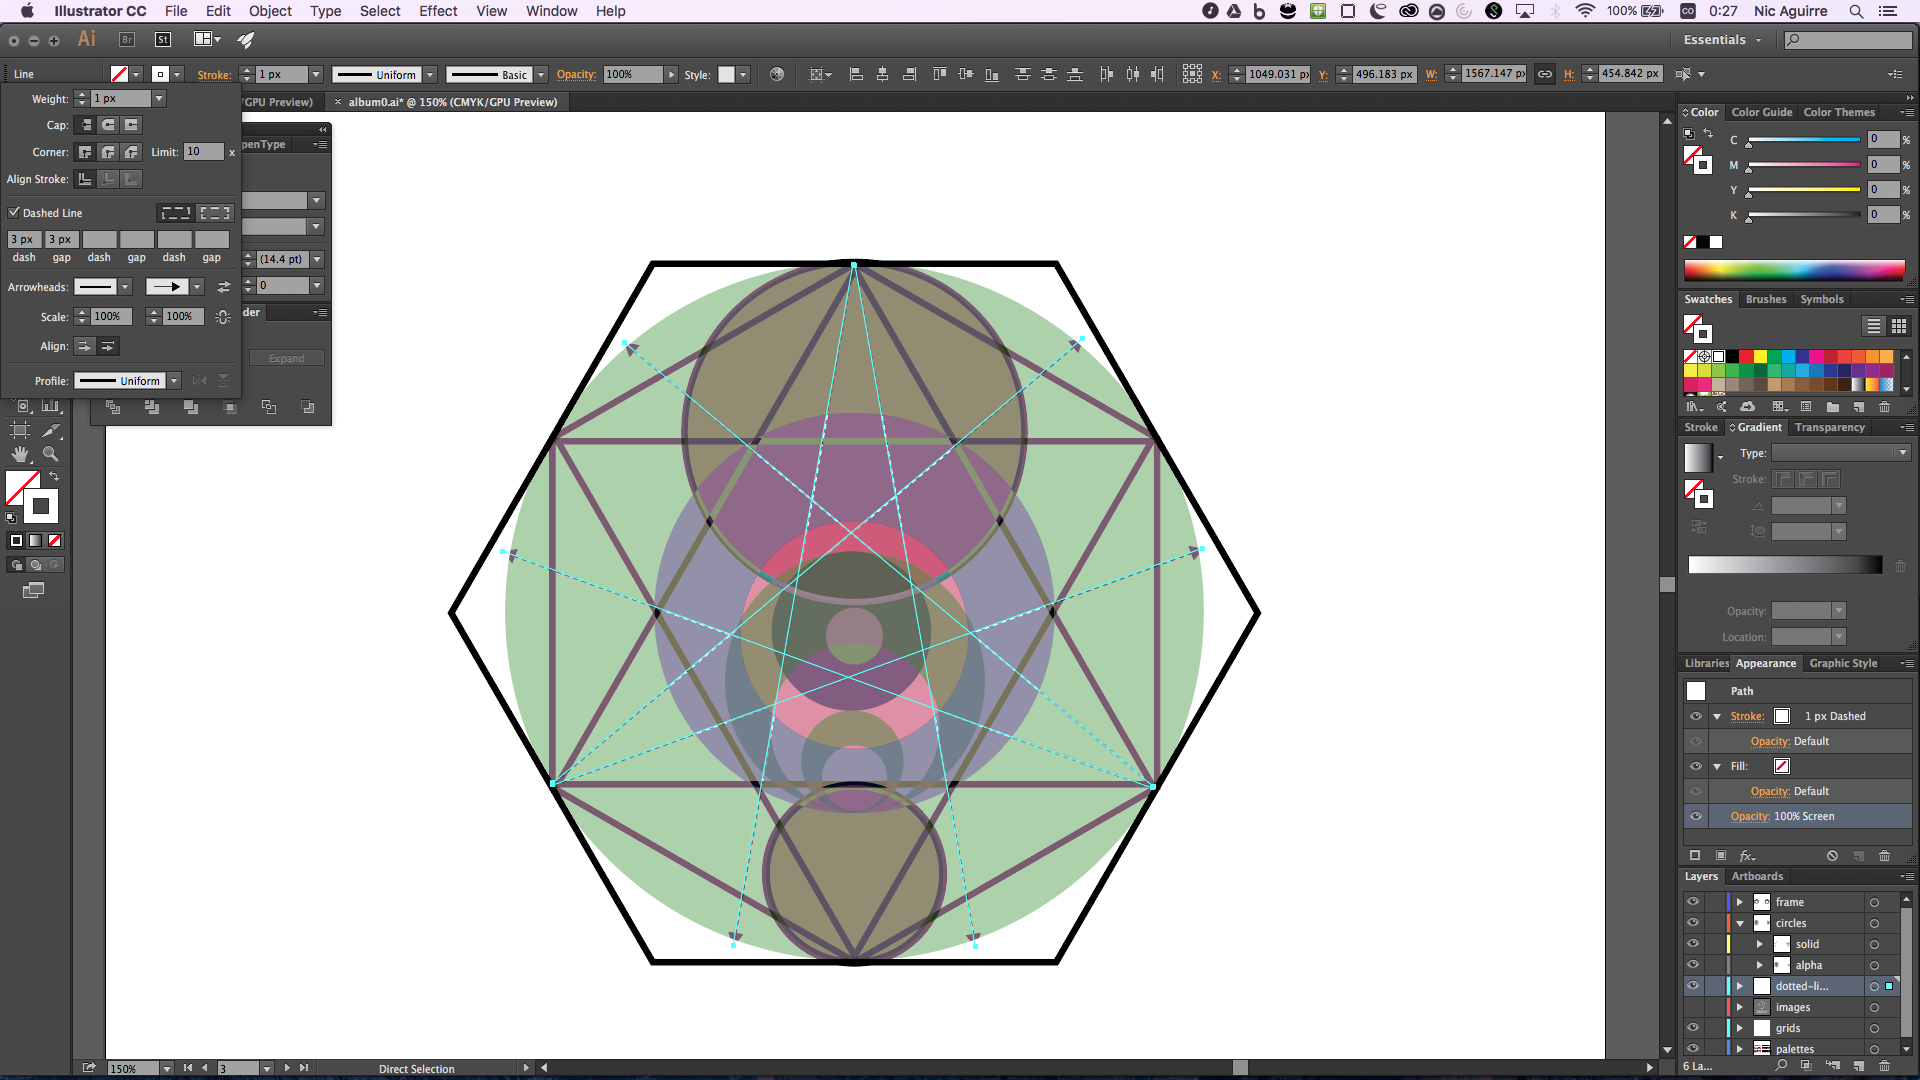 Illustrator CC File Edit Object Type Select Effect View Window Help 100% 0:27 Nic Aguirre
Ai Br St Essentials
Line Stroke: 1 px Uniform Basic Opacity: 100% Style: X: 1049.031 px Y: 496.183 px W: 1567.147 px H: 454.842 px
Weight: 1 px
/GPU Preview) × album0.ai* @ 150% (CMYK/GPU Preview)
Cap:
Corner: Limit: 10 x
penType
Align Stroke:
Dashed Line
3 px 3 px
dash gap dash gap dash gap
(14.4 pt)
Arrowheads:
0
Scale: 100% 100%
der
Align:
Expand
Profile: Uniform
Color Color Guide Color Themes
C 0 %
M 0 %
Y 0 %
K 0 %
Swatches Brushes Symbols
Stroke Gradient Transparency
Type:
Stroke:
Opacity:
Location:
Libraries Appearance Graphic Style
Path
Stroke: 1 px Dashed
Opacity: Default
Fill:
Opacity: Default
Opacity: 100% Screen
fx
Layers Artboards
frame
circles
solid
alpha
dotted-li...
images
grids
palettes
6 La...
150% 3 Direct Selection